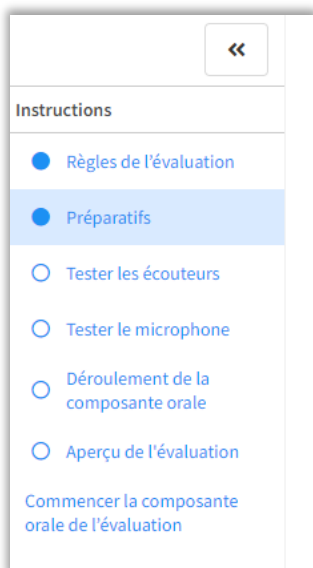 Instructions
Règles de l’évaluation
Préparatifs
Tester les écouteurs
Tester le microphone
Déroulement de la
composante orale
Aperçu de l'évaluation
Commencer la composante
orale de l’évaluation